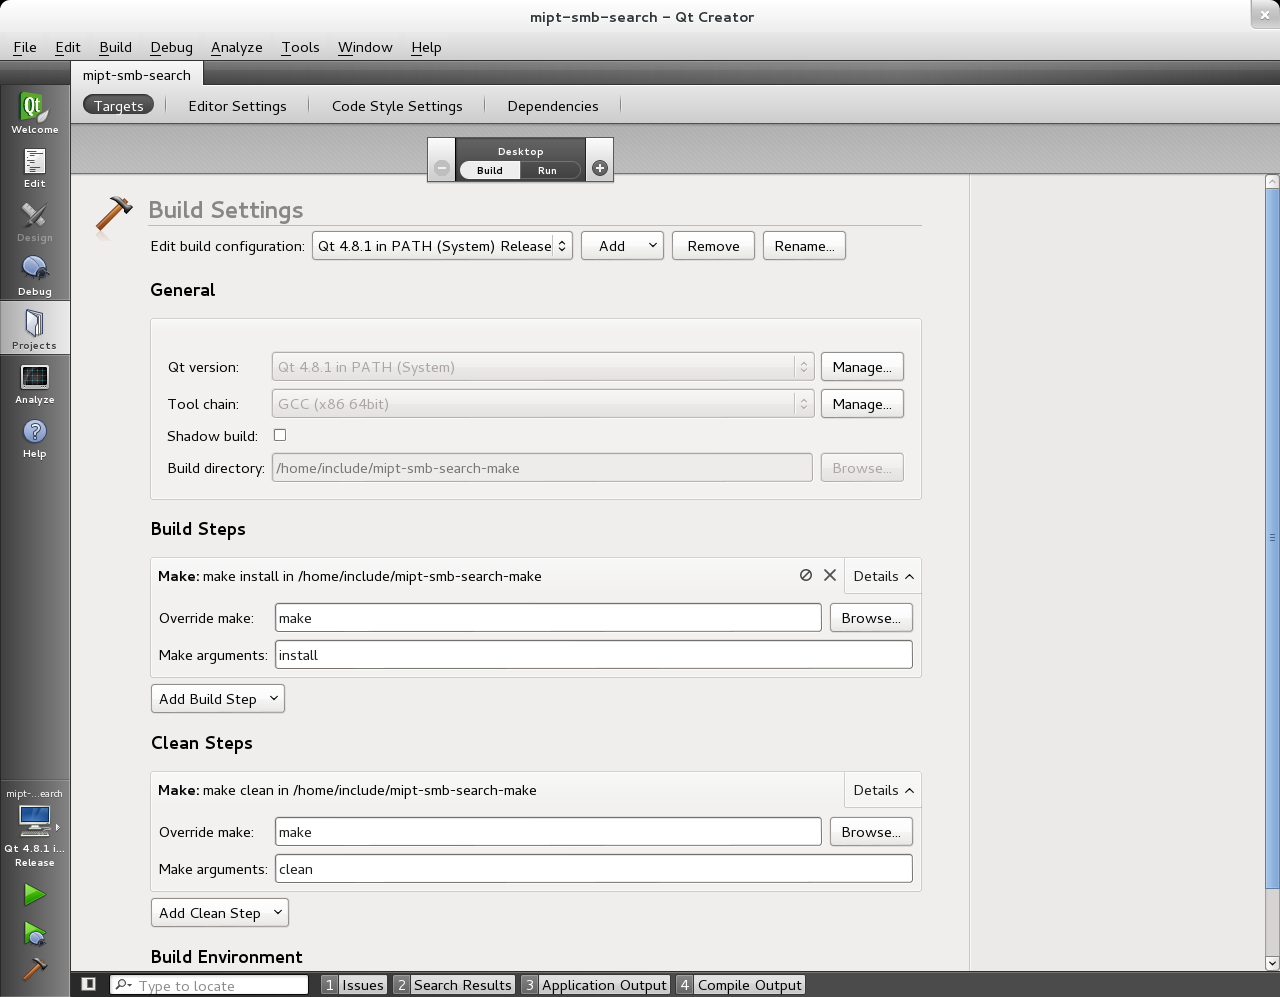 mipt-smb-search - Qt Creator
File Edit Build Debug Analyze Tools Window Help
mipt-smb-search
Targets Editor Settings Code Style Settings Dependencies
Desktop
Build Run
Welcome
Edit
Design
Debug
Projects
Analyze
Help
Build Settings
Edit build configuration: Qt 4.8.1 in PATH (System) Release Add Remove Rename...
General
Qt version: Qt 4.8.1 in PATH (System) Manage...
Tool chain: GCC (x86 64bit) Manage...
Shadow build:
Build directory: /home/include/mipt-smb-search-make Browse...
Build Steps
Make: make install in /home/include/mipt-smb-search-make Details
Override make: make Browse...
Make arguments: install
Add Build Step
Clean Steps
Make: make clean in /home/include/mipt-smb-search-make Details
Override make: make Browse...
Make arguments: clean
Add Clean Step
Build Environment
mipt-...earch
Qt 4.8.1 i...
Release
Type to locate 1 Issues 2 Search Results 3 Application Output 4 Compile Output